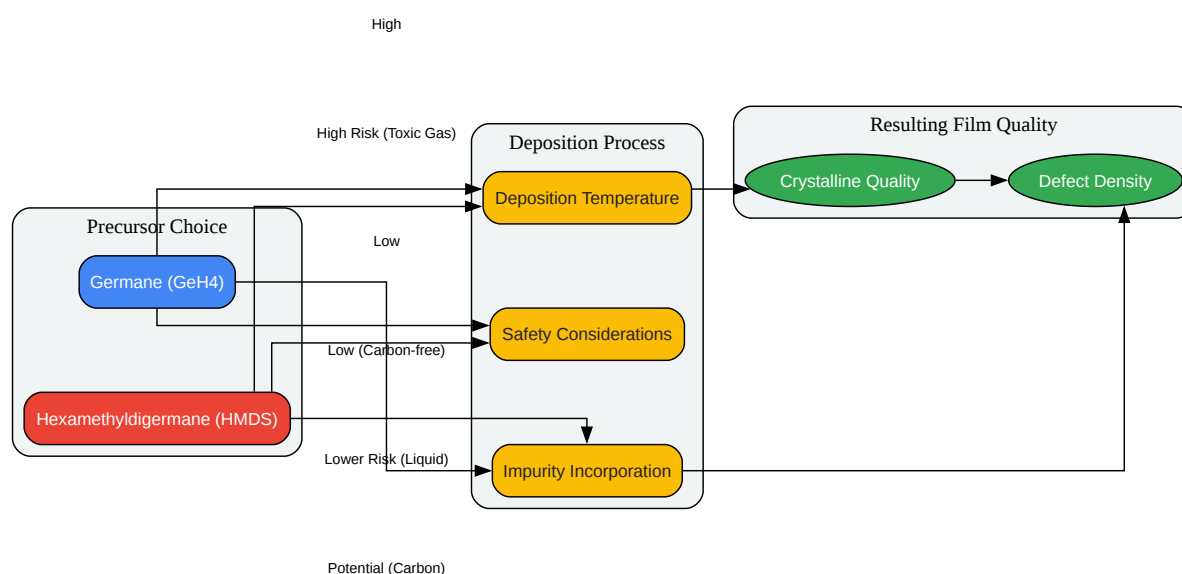 High
High Risk (Toxic Gas)
Deposition Process
Resulting Film Quality
Crystalline Quality
Defect Density
Deposition Temperature
Precursor Choice
Low
Germane (GeH4)
Safety Considerations
Low (Carbon-free)
Hexamethyldigermane (HMDS)
Lower Risk (Liquid)
Impurity Incorporation
Potential (Carbon)